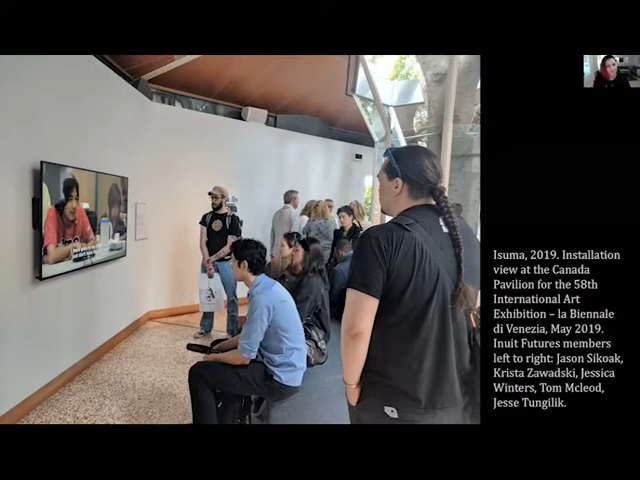 Isuma, 2019. Installation
view at the Canada
Pavilion for the 58th
International Art
Exhibition – la Biennale
di Venezia, May 2019.
Inuit Futures members
left to right: Jason Sikoak,
Krista Zawadski, Jessica
Winters, Tom Mcleod,
Jesse Tungilik.